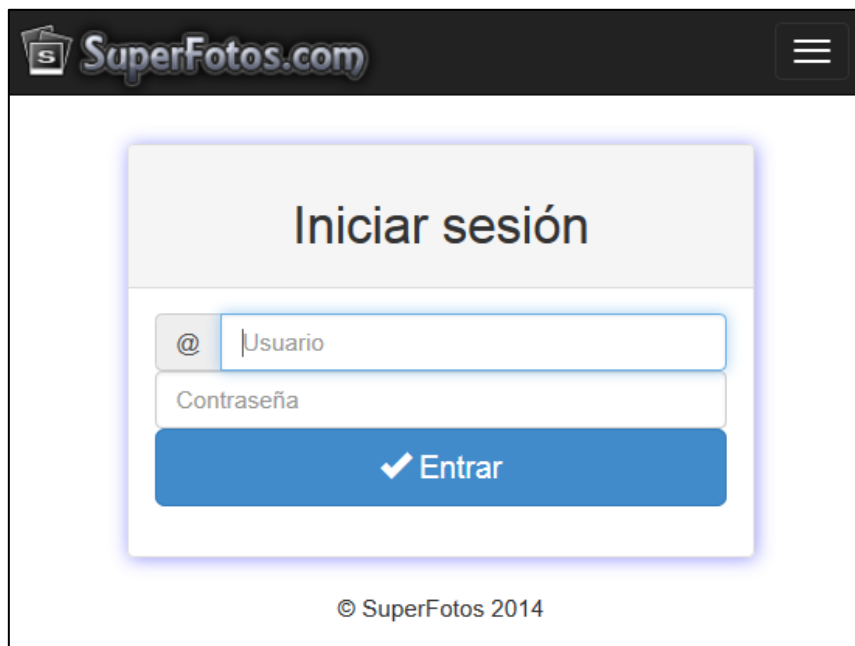 S SuperFotos.com
Iniciar sesión
@ Usuario
Contraseña
Entrar
© SuperFotos 2014